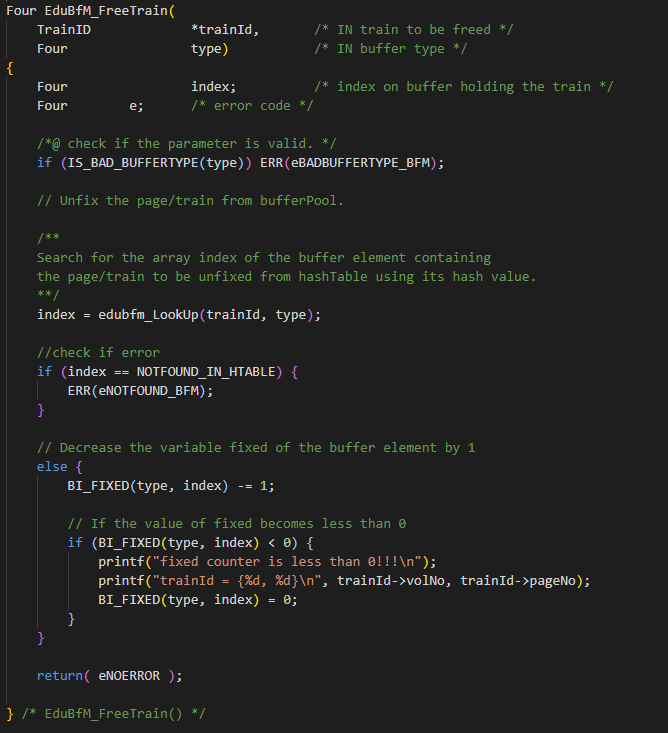 Four EduBfM_FreeTrain(
    TrainID             *trainId,       /* IN train to be freed */
    Four                type)           /* IN buffer type */
{
    Four                index;          /* index on buffer holding the train */
    Four        e;      /* error code */

    /*@ check if the parameter is valid. */
    if (IS_BAD_BUFFERTYPE(type)) ERR(eBADBUFFERTYPE_BFM);

    // Unfix the page/train from bufferPool.

    /**
    Search for the array index of the buffer element containing
    the page/train to be unfixed from hashTable using its hash value.
    **/
    index = edubfm_LookUp(trainId, type);

    //check if error
    if (index == NOTFOUND_IN_HTABLE) {
        ERR(eNOTFOUND_BFM);
    }

    // Decrease the variable fixed of the buffer element by 1
    else {
        BI_FIXED(type, index) -= 1;

        // If the value of fixed becomes less than 0
        if (BI_FIXED(type, index) < 0) {
            printf("fixed counter is less than 0!!!\n");
            printf("trainId = {%d, %d}\n", trainId->volNo, trainId->pageNo);
            BI_FIXED(type, index) = 0;
        }
    }

    return( eNOERROR );

} /* EduBfM_FreeTrain() */